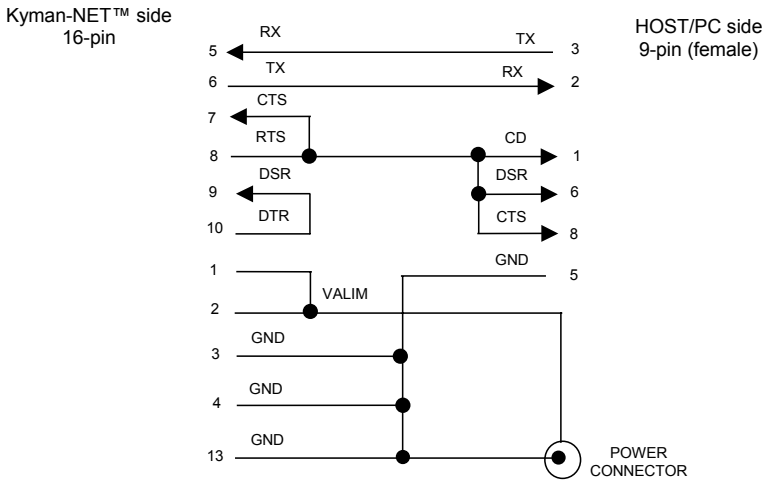 Kyman-NET™ side
16-pin
HOST/PC side
9-pin (female)
5 RX TX 3
6 TX RX 2
7 CTS
8 RTS CD 1
9 DSR DSR 6
10 DTR CTS 8
1 GND 5
2 VALIM
3 GND
4 GND
13 GND
POWER
CONNECTOR